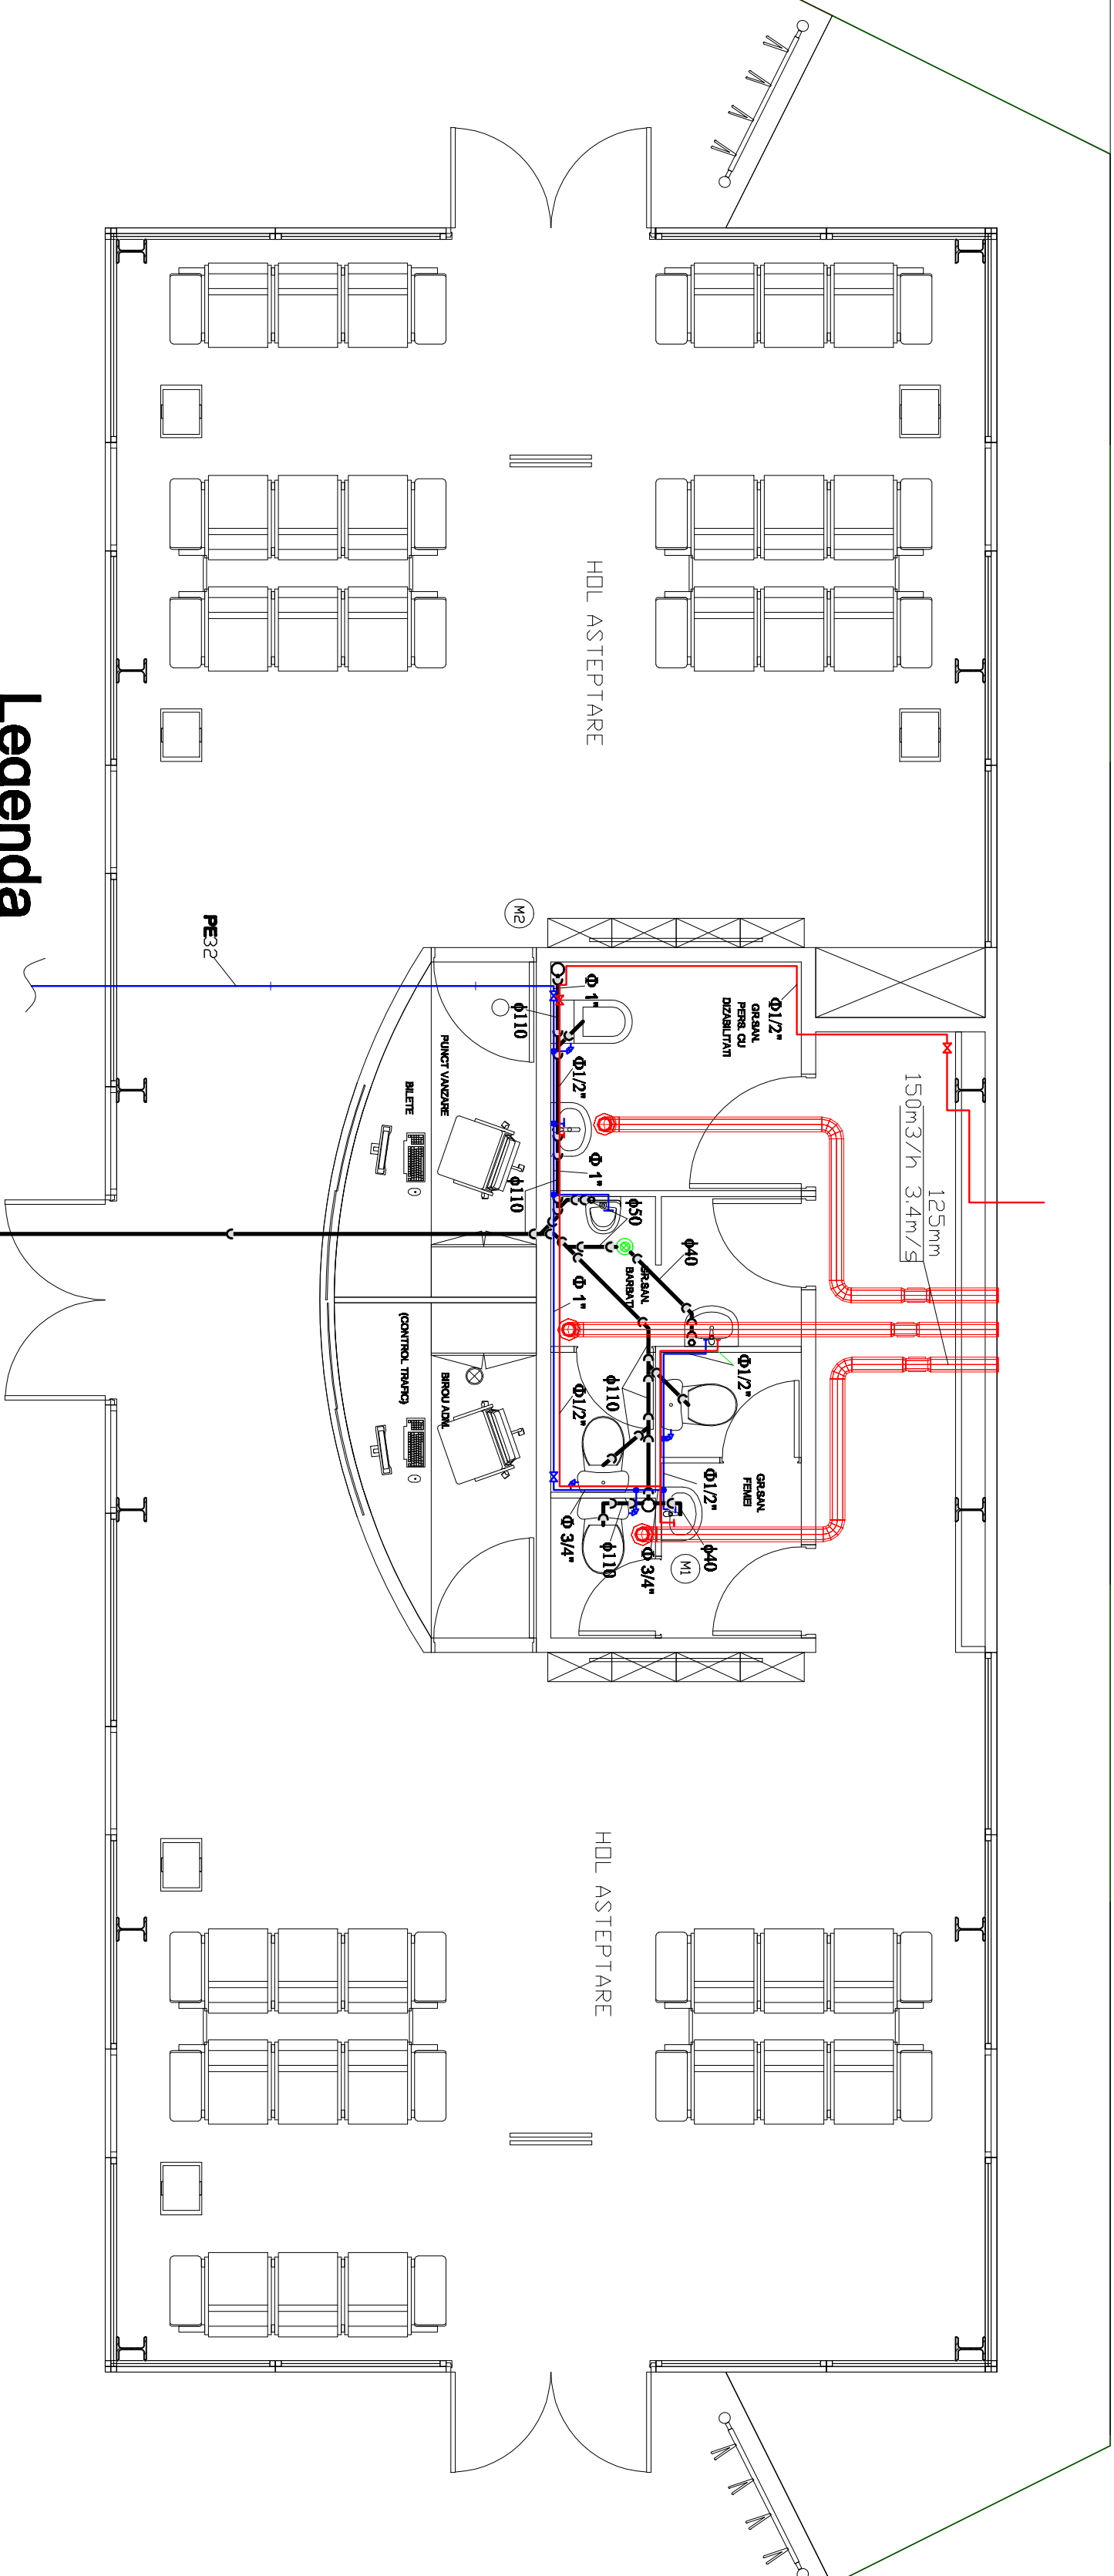 HOL ASTEPTARE
Φ1/2"
GR.SAN.
PERS. CU
DIZABILITATI
150m3/h 3.4m/s
125mm
M2
Φ 1"
ϕ110
Φ1/2"
Φ 1"
ϕ110
ϕ50
ϕ40
GR.SAN.
BARBATI
Φ 1"
Φ1/2"
ϕ110
Φ1/2"
Φ1/2"
GR.SAN.
FEMEI
ϕ40
M1
Φ 3/4"
ϕ110
Φ 3/4"
PUNCT VANZARE
BILETE
BIROU ADM.
(CONTROL TRAFIC)
PE32
HOL ASTEPTARE
Legenda